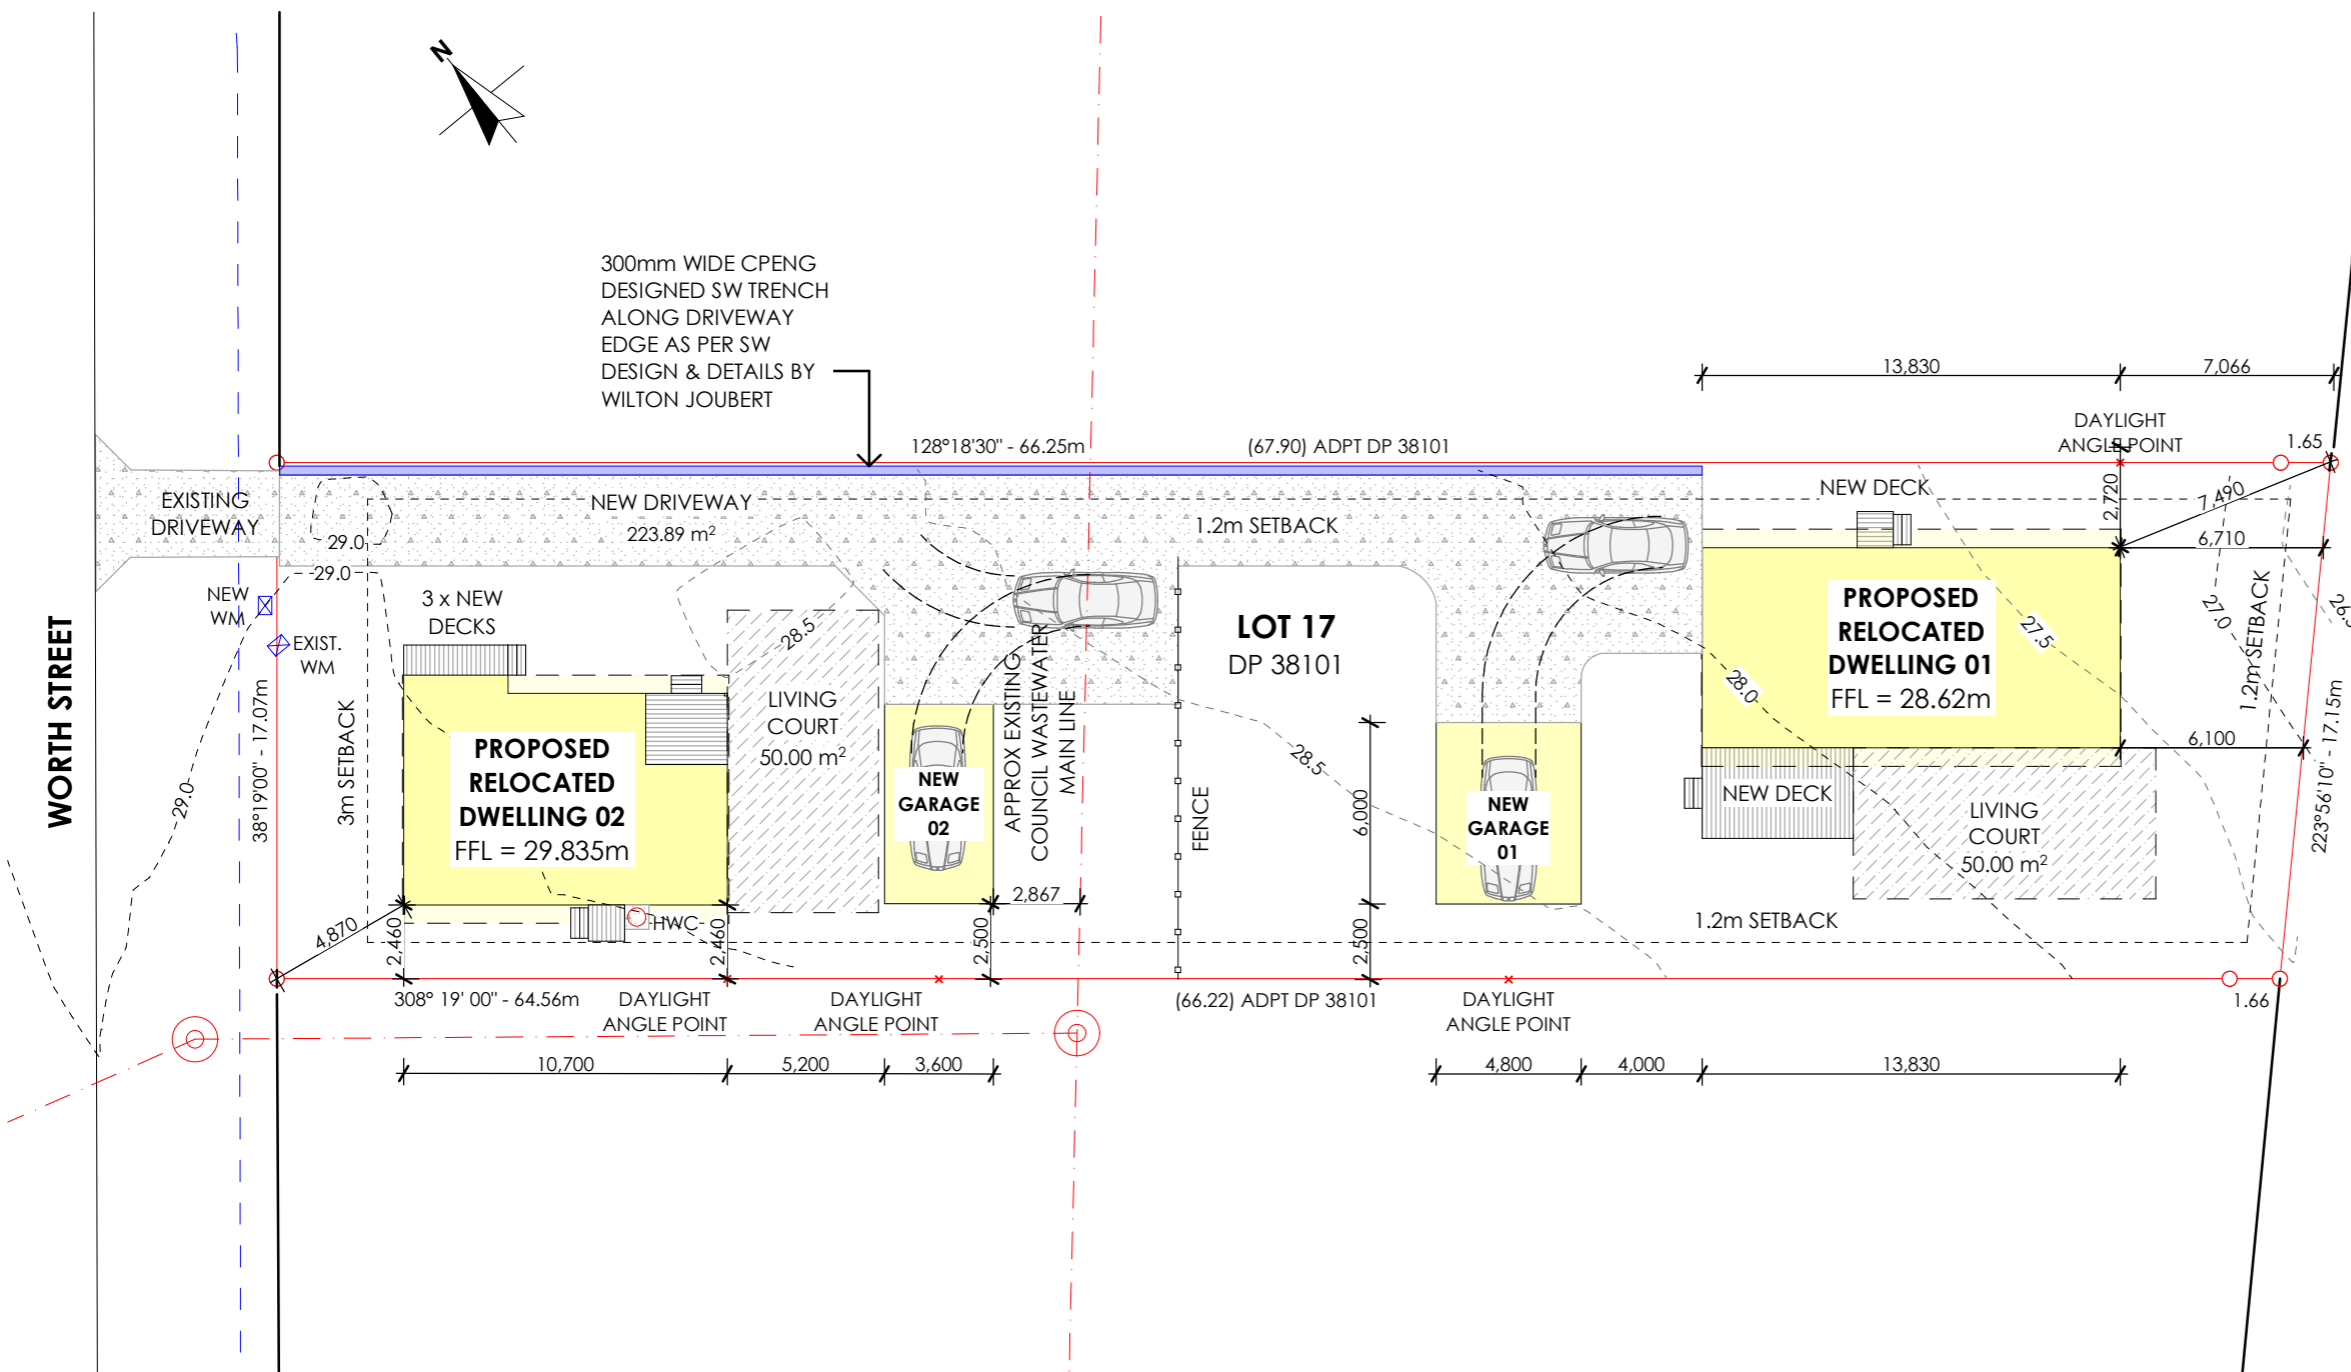 N
300mm WIDE CPENG
DESIGNED SW TRENCH
ALONG DRIVEWAY
EDGE AS PER SW
DESIGN & DETAILS BY
WILTON JOUBERT
13,830
7,066
DAYLIGHT
ANGLE POINT
1.65
128°18'30" - 66.25m
(67.90) ADPT DP 38101
EXISTING
DRIVEWAY
NEW DRIVEWAY
223.89 m²
1.2m SETBACK
NEW DECK
2,720
7,490
6,710
29.0
29.0
NEW
WM
EXIST.
WM
3 x NEW
DECKS
28.5
LOT 17
DP 38101
PROPOSED
RELOCATED
DWELLING 01
FFL = 28.62m
27.5
27.0
1.2m SETBACK
28.0
6,100
WORTH STREET
29.0
38°19'00" - 17.07m
3m SETBACK
PROPOSED
RELOCATED
DWELLING 02
FFL = 29.835m
LIVING
COURT
50.00 m²
NEW
GARAGE
02
APPROX EXISTING
COUNCIL WASTEWATER
MAIN LINE
FENCE
28.5
6,000
NEW
GARAGE
01
NEW DECK
LIVING
COURT
50.00 m²
223°56'10" - 17.15m
4,870
2,460
HWC
2,460
2,867
2,500
2,500
1.2m SETBACK
308° 19' 00" - 64.56m
DAYLIGHT
ANGLE POINT
DAYLIGHT
ANGLE POINT
(66.22) ADPT DP 38101
DAYLIGHT
ANGLE POINT
1.66
10,700
5,200
3,600
4,800
4,000
13,830